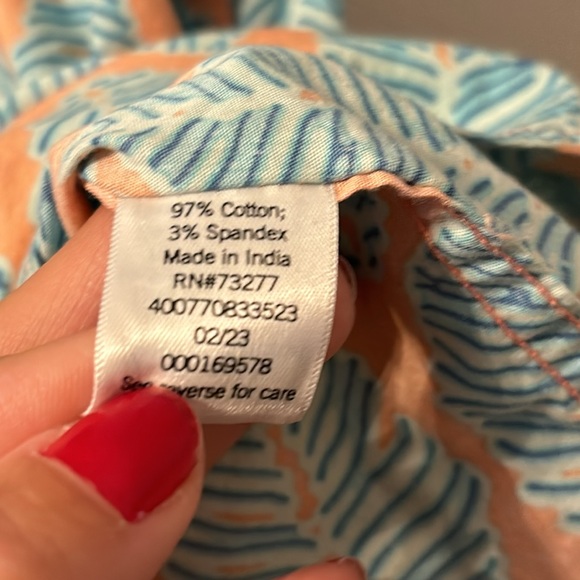 97% Cotton;
3% Spandex
Made in India
RN#73277
400770833523
02/23
000169578
See reverse for care